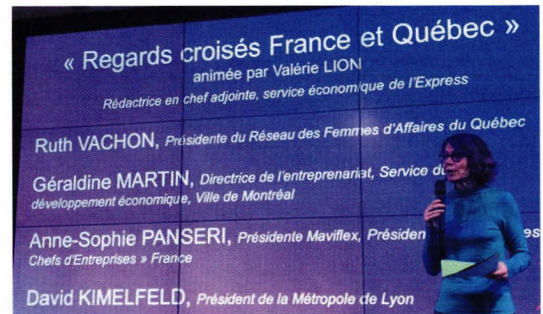 « Regards croisés France et Québec »
animée par Valérie LION
Rédactrice en chef adjointe, service économique de l'Express
Ruth VACHON, Présidente du Réseau des Femmes d'Affaires du Québec
Géraldine MARTIN, Directrice de l'entreprenariat, Service du
développement économique, Ville de Montréal
Anne-Sophie PANSERI, Présidente Maviflex, es
Chefs d'Entreprises » France
David KIMELFELD, Président de la Métropole de Lyon